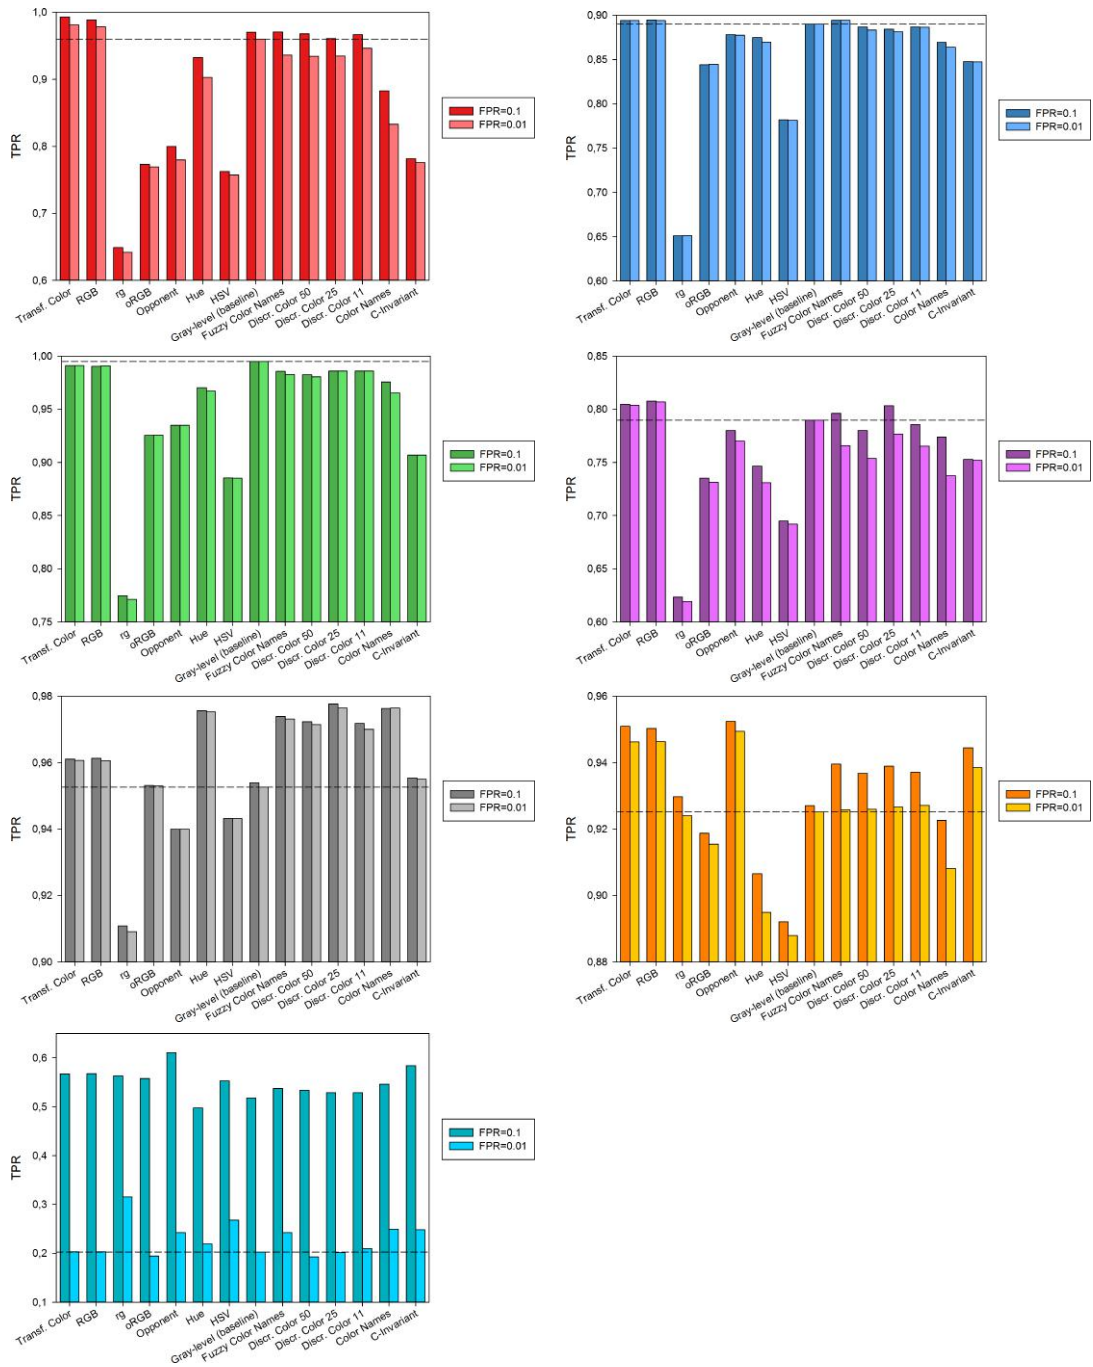 1,0
0,9
0,8
0,7
0,6
TPR
Transf. Color
RGB
rg
oRGB
Opponent
Hue
HSV
Gray-level (baseline)
Fuzzy Color Names
Discr. Color 50
Discr. Color 25
Discr. Color 11
Color Names
C-Invariant
FPR=0.1
FPR=0.01
0,90
0,85
0,80
0,75
0,70
0,65
0,60
TPR
Transf. Color
RGB
rg
oRGB
Opponent
Hue
HSV
Gray-level (baseline)
Fuzzy Color Names
Discr. Color 50
Discr. Color 25
Discr. Color 11
Color Names
C-Invariant
FPR=0.1
FPR=0.01
1,00
0,95
0,90
0,85
0,80
0,75
TPR
Transf. Color
RGB
rg
oRGB
Opponent
Hue
HSV
Gray-level (baseline)
Fuzzy Color Names
Discr. Color 50
Discr. Color 25
Discr. Color 11
Color Names
C-Invariant
FPR=0.1
FPR=0.01
0,85
0,80
0,75
0,70
0,65
0,60
TPR
Transf. Color
RGB
rg
oRGB
Opponent
Hue
HSV
Gray-level (baseline)
Fuzzy Color Names
Discr. Color 50
Discr. Color 25
Discr. Color 11
Color Names
C-Invariant
FPR=0.1
FPR=0.01
0,98
0,96
0,94
0,92
0,90
TPR
Transf. Color
RGB
rg
oRGB
Opponent
Hue
HSV
Gray-level (baseline)
Fuzzy Color Names
Discr. Color 50
Discr. Color 25
Discr. Color 11
Color Names
C-Invariant
FPR=0.1
FPR=0.01
0,96
0,94
0,92
0,90
0,88
TPR
Transf. Color
RGB
rg
oRGB
Opponent
Hue
HSV
Gray-level (baseline)
Fuzzy Color Names
Discr. Color 50
Discr. Color 25
Discr. Color 11
Color Names
C-Invariant
FPR=0.1
FPR=0.01
0,6
0,5
0,4
0,3
0,2
0,1
TPR
Transf. Color
RGB
rg
oRGB
Opponent
Hue
HSV
Gray-level (baseline)
Fuzzy Color Names
Discr. Color 50
Discr. Color 25
Discr. Color 11
Color Names
C-Invariant
FPR=0.1
FPR=0.01